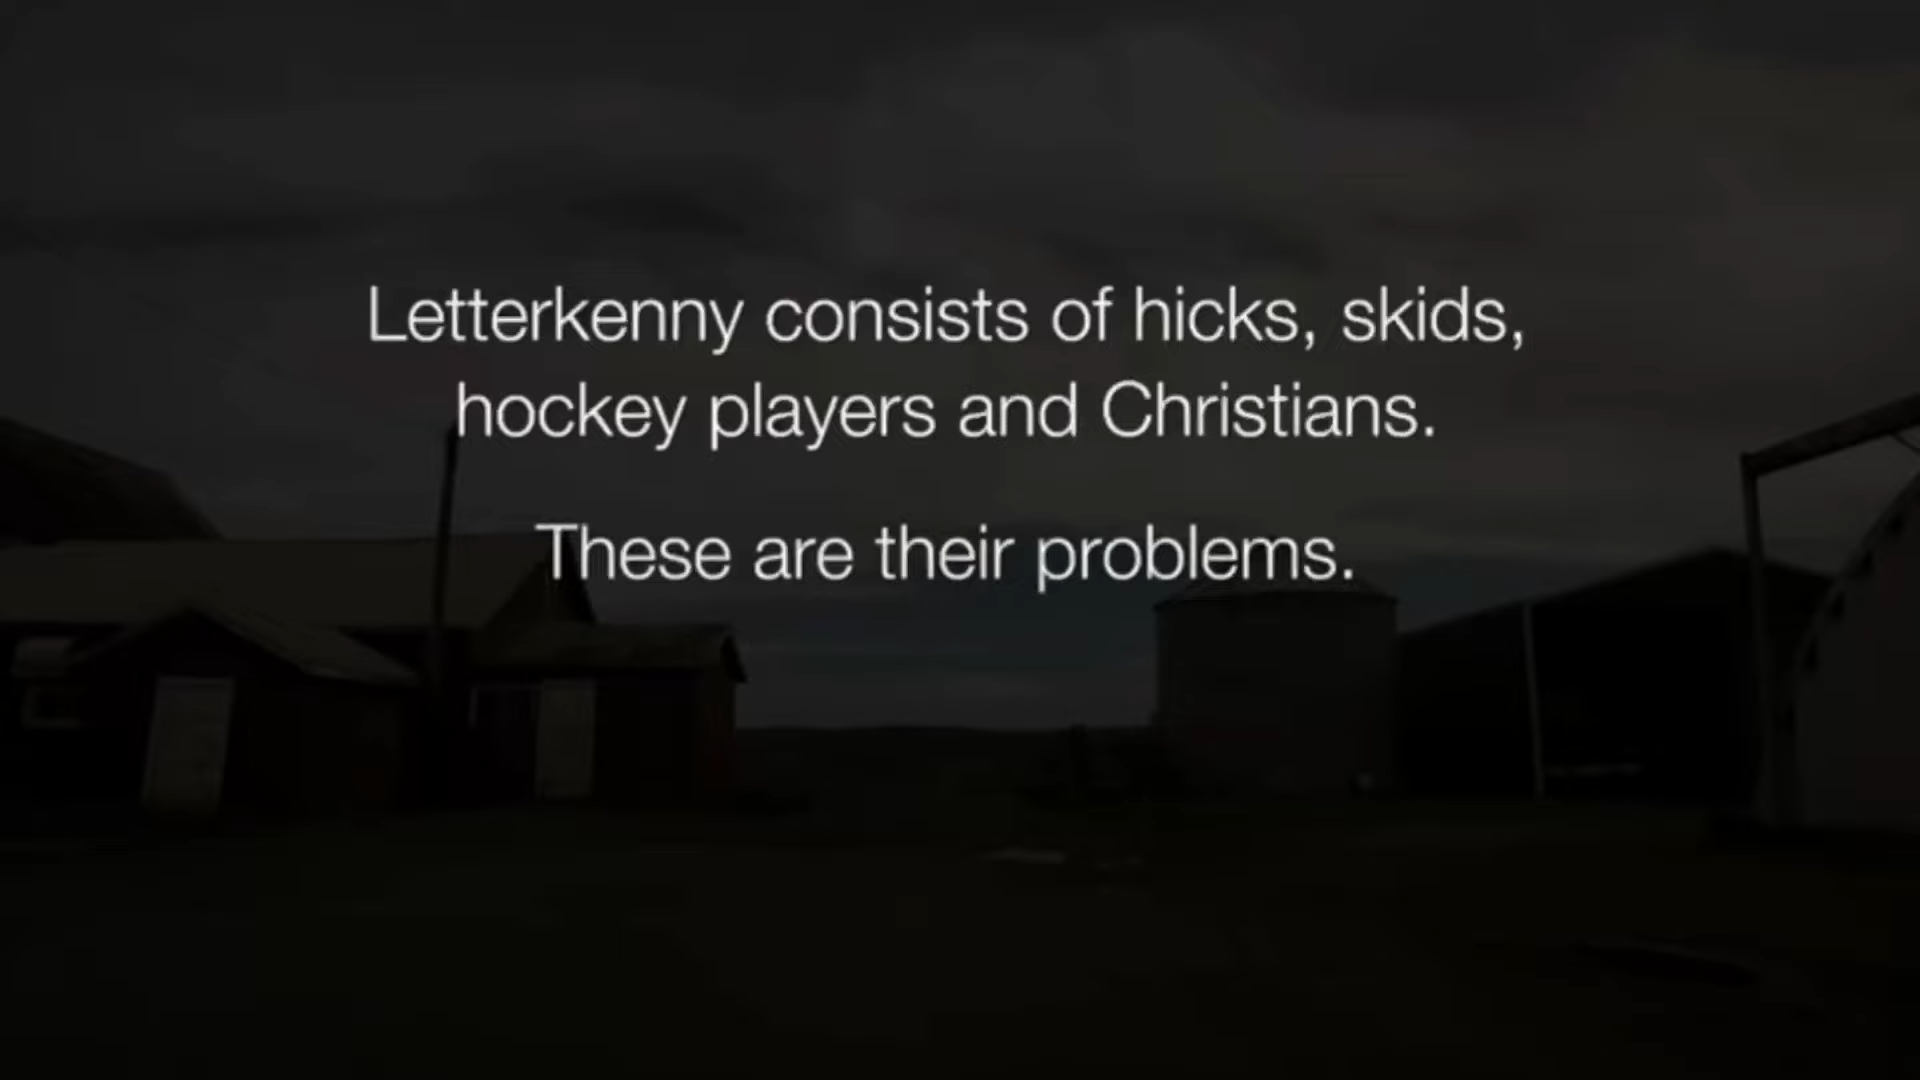 Letterkenny consists of hicks, skids,
hockey players and Christians.
These are their problems.